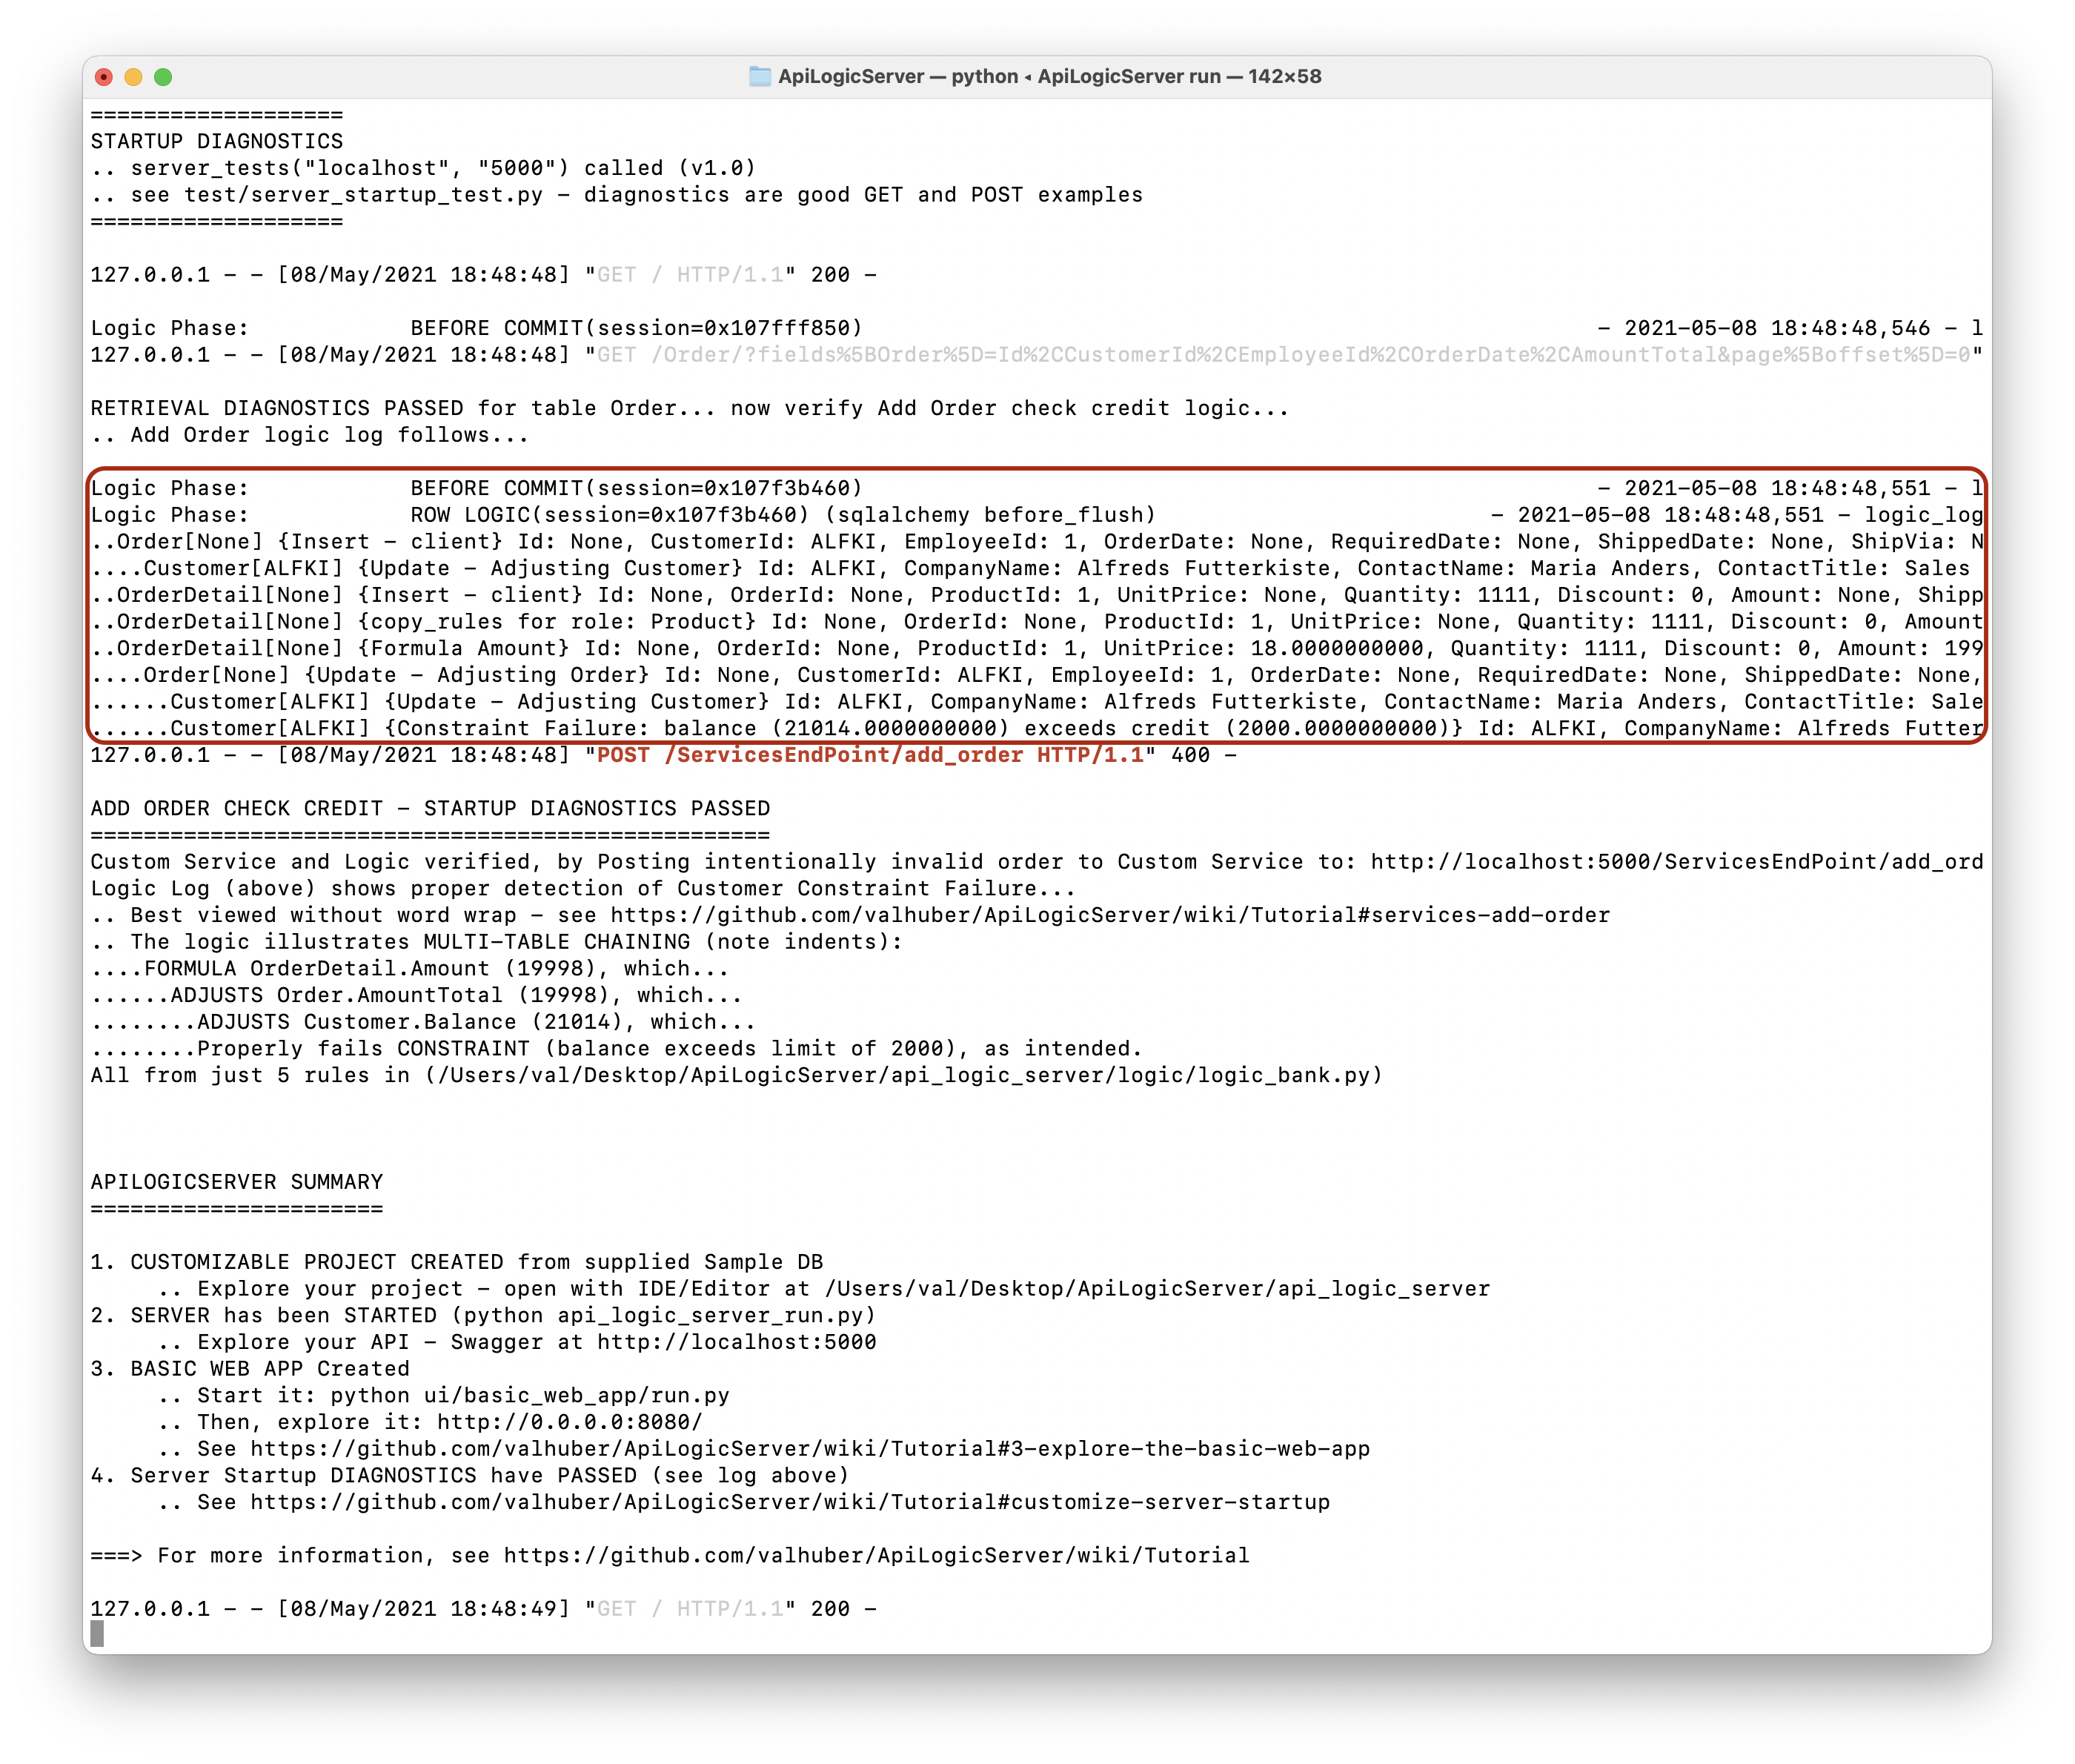 ApiLogicServer — python ◂ ApiLogicServer run — 142×58
===================
STARTUP DIAGNOSTICS
.. server_tests("localhost", "5000") called (v1.0)
.. see test/server_startup_test.py - diagnostics are good GET and POST examples
===================
127.0.0.1 - - [08/May/2021 18:48:48] "GET / HTTP/1.1" 200 -
Logic Phase:            BEFORE COMMIT(session=0x107fff850)                                                       - 2021-05-08 18:48:48,546 - l
127.0.0.1 - - [08/May/2021 18:48:48] "GET /Order/?fields%5BOrder%5D=Id%2CCustomerId%2CEmployeeId%2COrderDate%2CAmountTotal&page%5Boffset%5D=0"
RETRIEVAL DIAGNOSTICS PASSED for table Order... now verify Add Order check credit logic...
.. Add Order logic log follows...
Logic Phase:            BEFORE COMMIT(session=0x107f3b460)                                                       - 2021-05-08 18:48:48,551 - l
Logic Phase:            ROW LOGIC(session=0x107f3b460) (sqlalchemy before_flush)                         - 2021-05-08 18:48:48,551 - logic_log
..Order[None] {Insert - client} Id: None, CustomerId: ALFKI, EmployeeId: 1, OrderDate: None, RequiredDate: None, ShippedDate: None, ShipVia: N
....Customer[ALFKI] {Update - Adjusting Customer} Id: ALFKI, CompanyName: Alfreds Futterkiste, ContactName: Maria Anders, ContactTitle: Sales
..OrderDetail[None] {Insert - client} Id: None, OrderId: None, ProductId: 1, UnitPrice: None, Quantity: 1111, Discount: 0, Amount: None, Shipp
..OrderDetail[None] {copy_rules for role: Product} Id: None, OrderId: None, ProductId: 1, UnitPrice: None, Quantity: 1111, Discount: 0, Amount
..OrderDetail[None] {Formula Amount} Id: None, OrderId: None, ProductId: 1, UnitPrice: 18.0000000000, Quantity: 1111, Discount: 0, Amount: 199
....Order[None] {Update - Adjusting Order} Id: None, CustomerId: ALFKI, EmployeeId: 1, OrderDate: None, RequiredDate: None, ShippedDate: None,
......Customer[ALFKI] {Update - Adjusting Customer} Id: ALFKI, CompanyName: Alfreds Futterkiste, ContactName: Maria Anders, ContactTitle: Sale
......Customer[ALFKI] {Constraint Failure: balance (21014.0000000000) exceeds credit (2000.0000000000)} Id: ALFKI, CompanyName: Alfreds Futter
127.0.0.1 - - [08/May/2021 18:48:48] "POST /ServicesEndPoint/add_order HTTP/1.1" 400 -
ADD ORDER CHECK CREDIT - STARTUP DIAGNOSTICS PASSED
===================================================
Custom Service and Logic verified, by Posting intentionally invalid order to Custom Service to: http://localhost:5000/ServicesEndPoint/add_ord
Logic Log (above) shows proper detection of Customer Constraint Failure...
.. Best viewed without word wrap - see https://github.com/valhuber/ApiLogicServer/wiki/Tutorial#services-add-order
.. The logic illustrates MULTI-TABLE CHAINING (note indents):
....FORMULA OrderDetail.Amount (19998), which...
......ADJUSTS Order.AmountTotal (19998), which...
........ADJUSTS Customer.Balance (21014), which...
........Properly fails CONSTRAINT (balance exceeds limit of 2000), as intended.
All from just 5 rules in (/Users/val/Desktop/ApiLogicServer/api_logic_server/logic/logic_bank.py)
APILOGICSERVER SUMMARY
======================
1. CUSTOMIZABLE PROJECT CREATED from supplied Sample DB
     .. Explore your project - open with IDE/Editor at /Users/val/Desktop/ApiLogicServer/api_logic_server
2. SERVER has been STARTED (python api_logic_server_run.py)
     .. Explore your API - Swagger at http://localhost:5000
3. BASIC WEB APP Created
     .. Start it: python ui/basic_web_app/run.py
     .. Then, explore it: http://0.0.0.0:8080/
     .. See https://github.com/valhuber/ApiLogicServer/wiki/Tutorial#3-explore-the-basic-web-app
4. Server Startup DIAGNOSTICS have PASSED (see log above)
     .. See https://github.com/valhuber/ApiLogicServer/wiki/Tutorial#customize-server-startup
===> For more information, see https://github.com/valhuber/ApiLogicServer/wiki/Tutorial
127.0.0.1 - - [08/May/2021 18:48:49] "GET / HTTP/1.1" 200 -